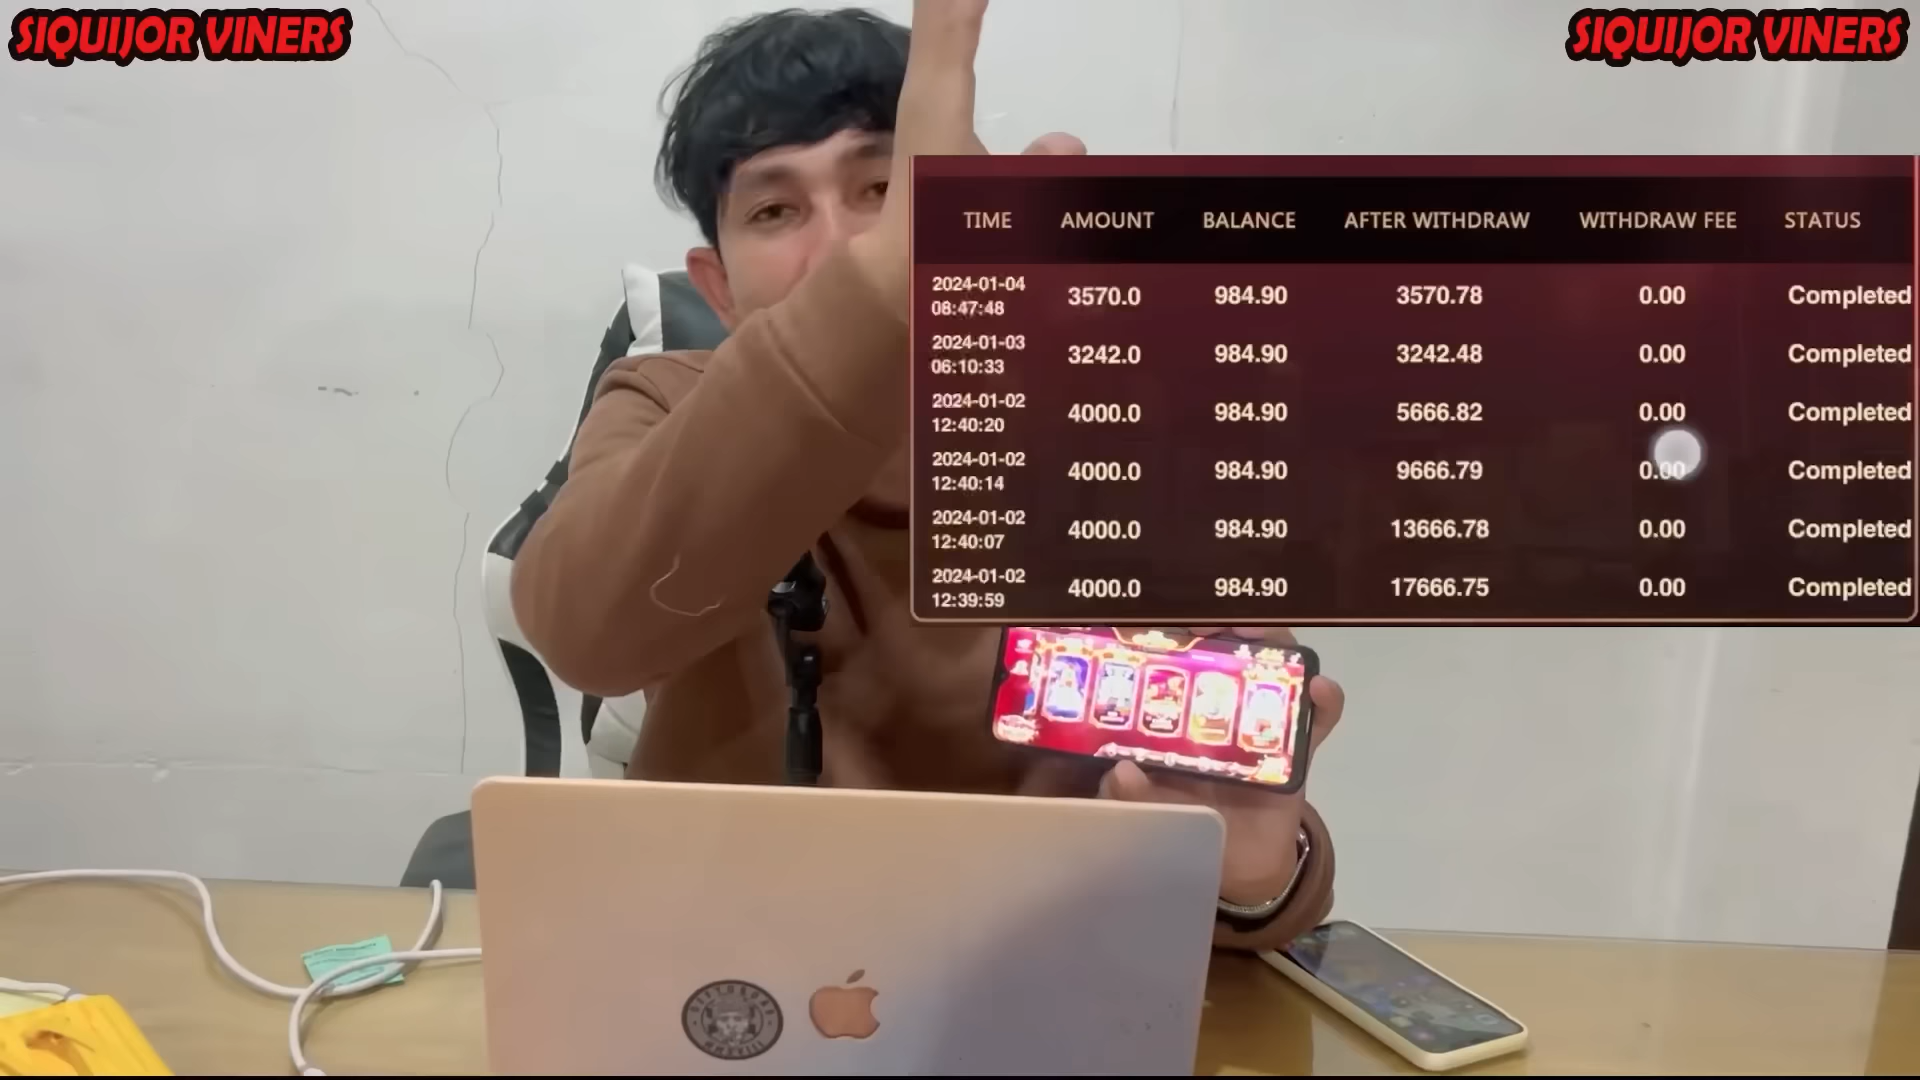 SIQUIJOR VINERS
SIQUIJOR VINERS
TIME AMOUNT BALANCE AFTER WITHDRAW WITHDRAW FEE STATUS
2024-01-04
08:47:48 3570.0 984.90 3570.78 0.00 Completed
2024-01-03
06:10:33 3242.0 984.90 3242.48 0.00 Completed
2024-01-02
12:40:20 4000.0 984.90 5666.82 0.00 Completed
2024-01-02
12:40:14 4000.0 984.90 9666.79 0.00 Completed
2024-01-02
12:40:07 4000.0 984.90 13666.78 0.00 Completed
2024-01-02
12:39:59 4000.0 984.90 17666.75 0.00 Completed